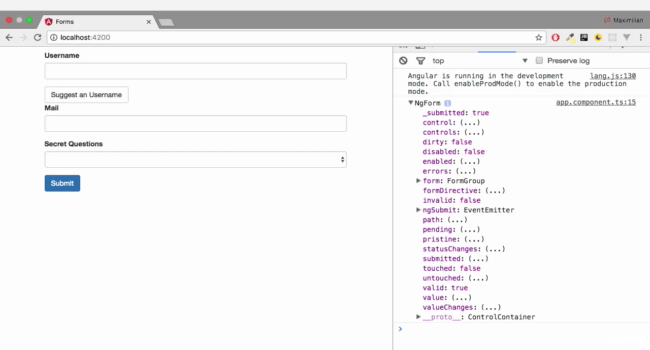 Forms
Maximilian
localhost:4200
Username
Suggest an Username
Mail
Secret Questions
Submit
top
Preserve log
Angular is running in the development lang.js:130
mode. Call enableProdMode() to enable the production
mode.
NgForm app.component.ts:15
_submitted: true
control: (...)
controls: (...)
dirty: false
disabled: false
enabled: (...)
errors: (...)
form: FormGroup
formDirective: (...)
invalid: false
ngSubmit: EventEmitter
path: (...)
pending: (...)
pristine: (...)
statusChanges: (...)
submitted: (...)
touched: false
untouched: (...)
valid: true
value: (...)
valueChanges: (...)
__proto__: ControlContainer